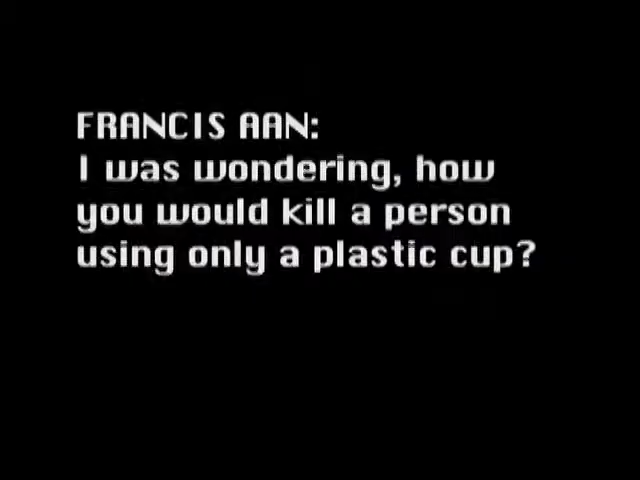 FRANCIS AAN:
I was wondering, how
you would kill a person
using only a plastic cup?